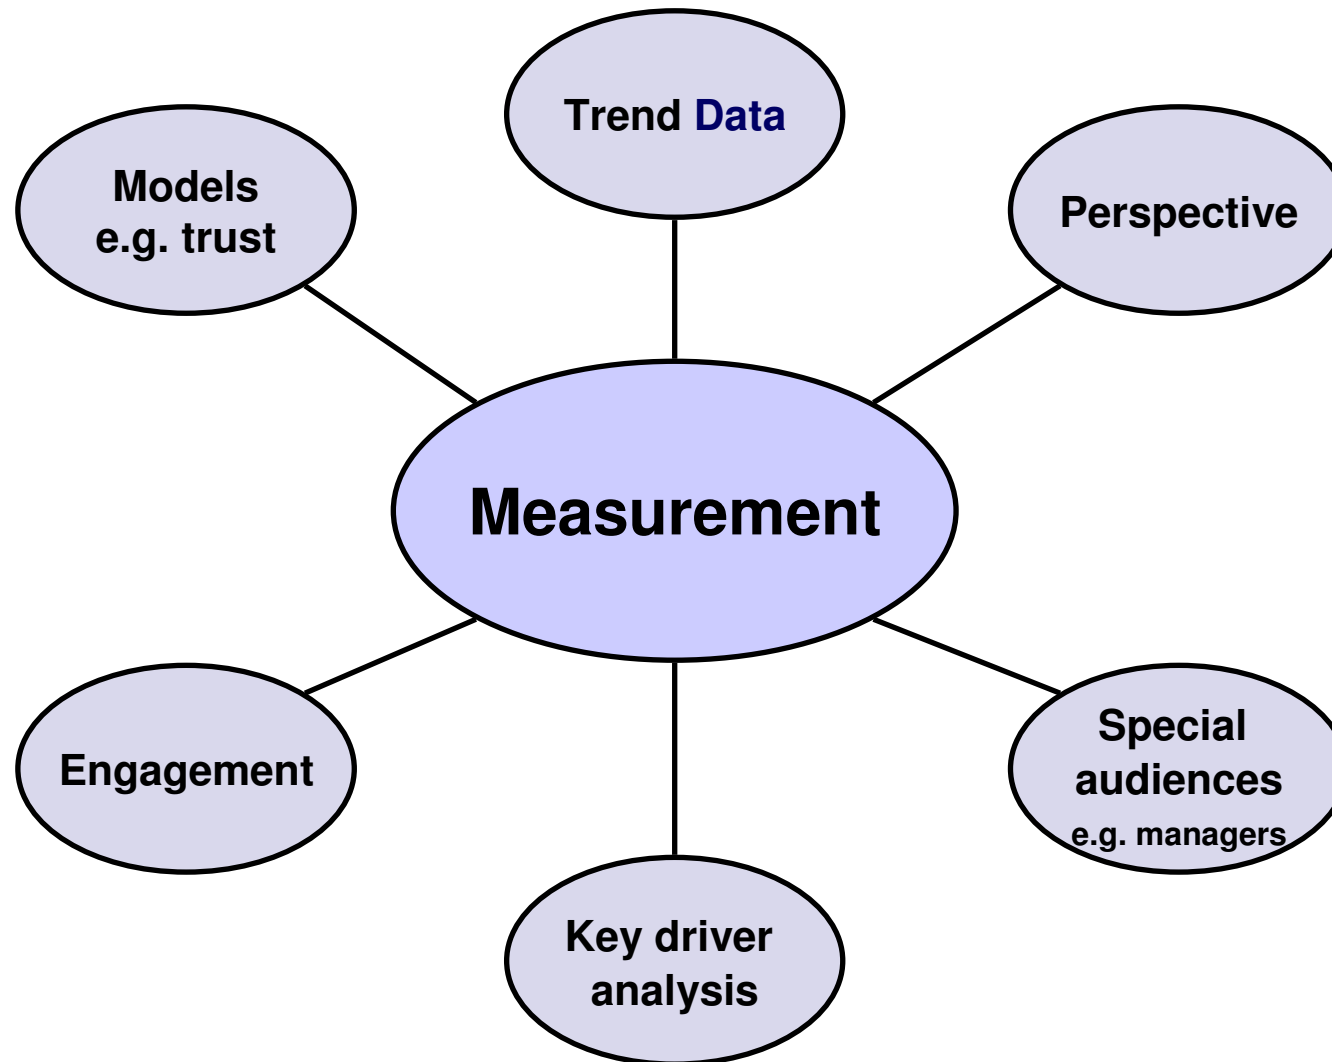 Trend Data
Models
e.g. trust
Perspective
Measurement
Engagement
Special
audiences
e.g. managers
Key driver
analysis